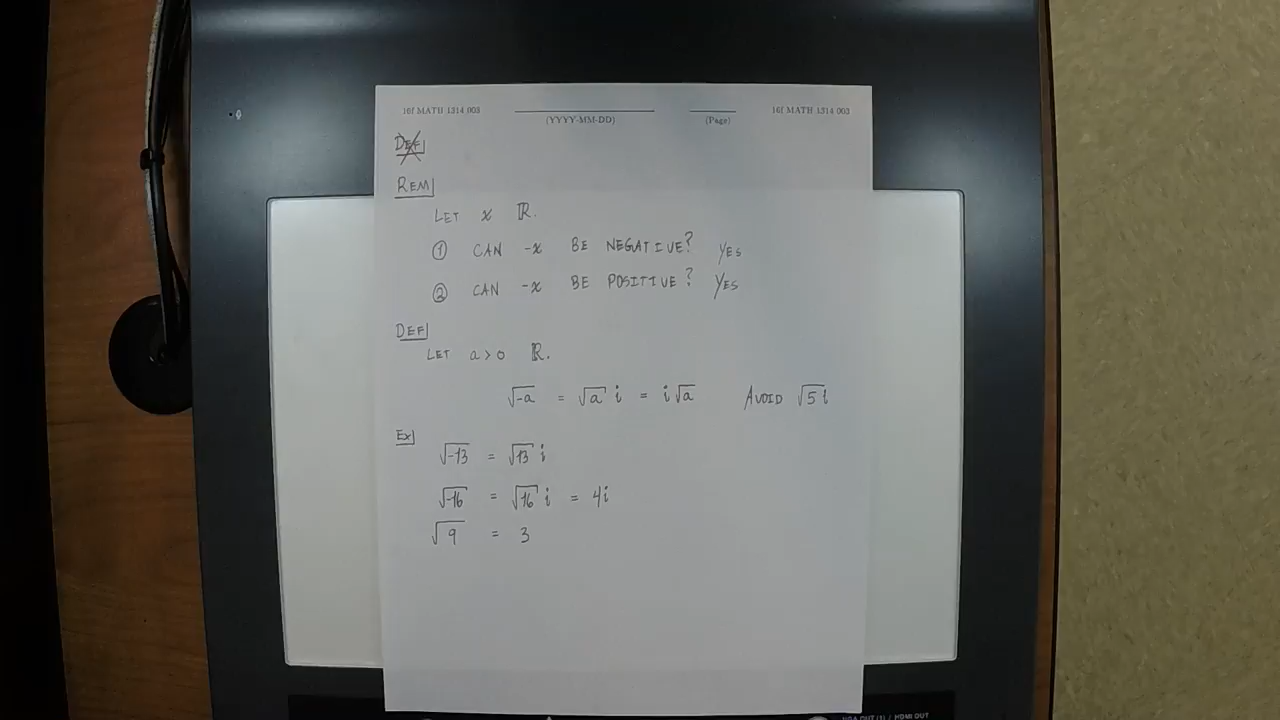 16f MATH 1314 003 (YYYY-MM-DD) (Page) 16f MATH 1314 003
DEF
REM
LET x ℝ.
① CAN -x BE NEGATIVE? YES
② CAN -x BE POSITIVE? YES
DEF
LET a > 0 ℝ.
√-a = √a i = i√a AVOID √5i
EX
√-13 = √13 i
√-16 = √16 i = 4i
√9 = 3